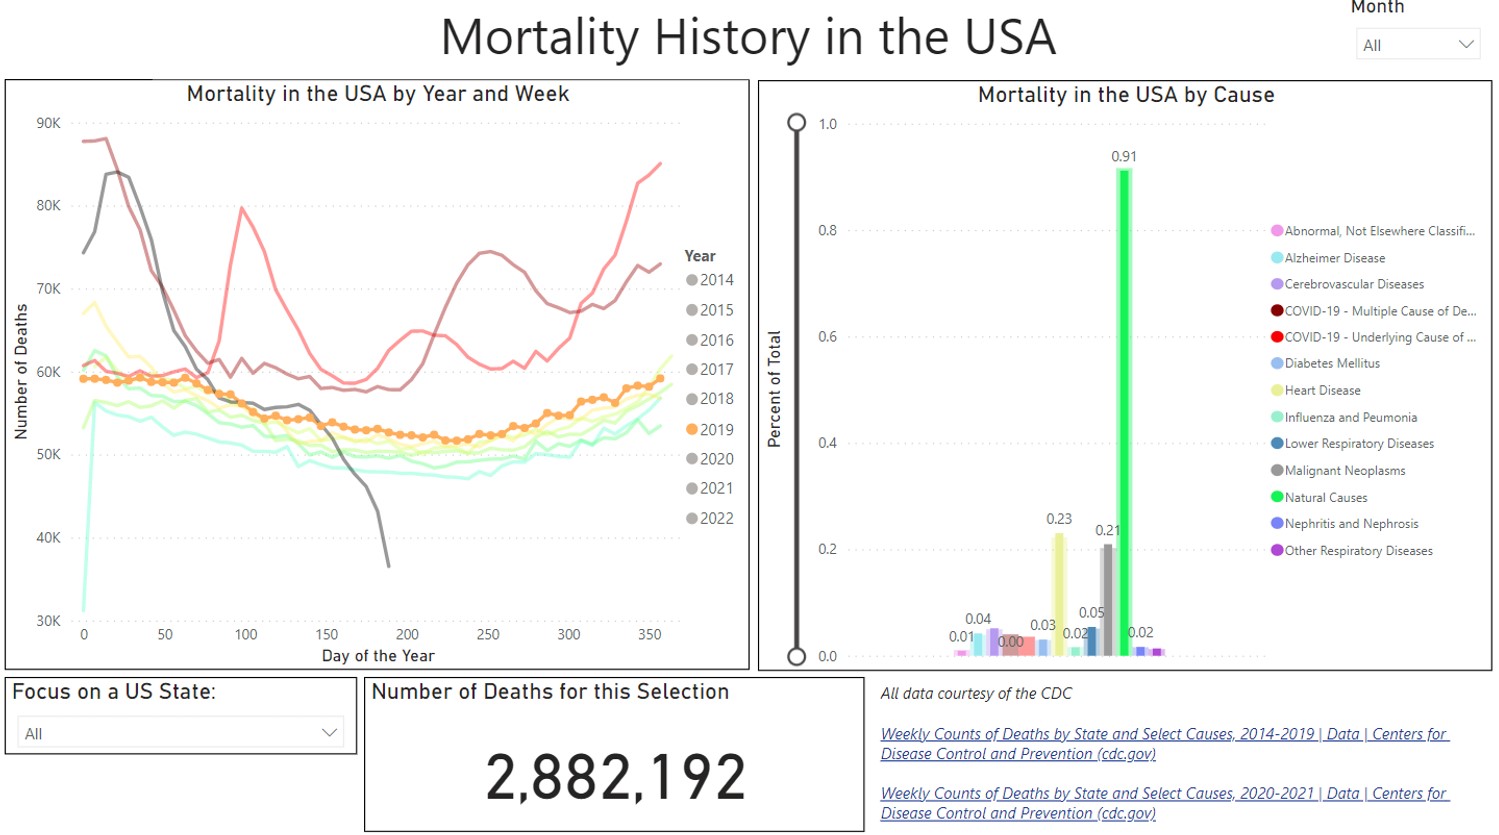 Mortality History in the USA
Month
All
Mortality in the USA by Year and Week
90K
80K
70K
60K
50K
40K
30K
Number of Deaths
0
50
100
150
200
250
300
350
Day of the Year
Year
2014
2015
2016
2017
2018
2019
2020
2021
2022
Mortality in the USA by Cause
1.0
0.8
0.6
0.4
0.2
0.0
Percent of Total
0.01
0.04
0.00
0.03
0.23
0.02
0.05
0.21
0.91
0.02
Abnormal, Not Elsewhere Classifi...
Alzheimer Disease
Cerebrovascular Diseases
COVID-19 - Multiple Cause of De...
COVID-19 - Underlying Cause of ...
Diabetes Mellitus
Heart Disease
Influenza and Peumonia
Lower Respiratory Diseases
Malignant Neoplasms
Natural Causes
Nephritis and Nephrosis
Other Respiratory Diseases
Focus on a US State:
All
Number of Deaths for this Selection
2,882,192
All data courtesy of the CDC
Weekly Counts of Deaths by State and Select Causes, 2014-2019 | Data | Centers for
Disease Control and Prevention (cdc.gov)
Weekly Counts of Deaths by State and Select Causes, 2020-2021 | Data | Centers for
Disease Control and Prevention (cdc.gov)